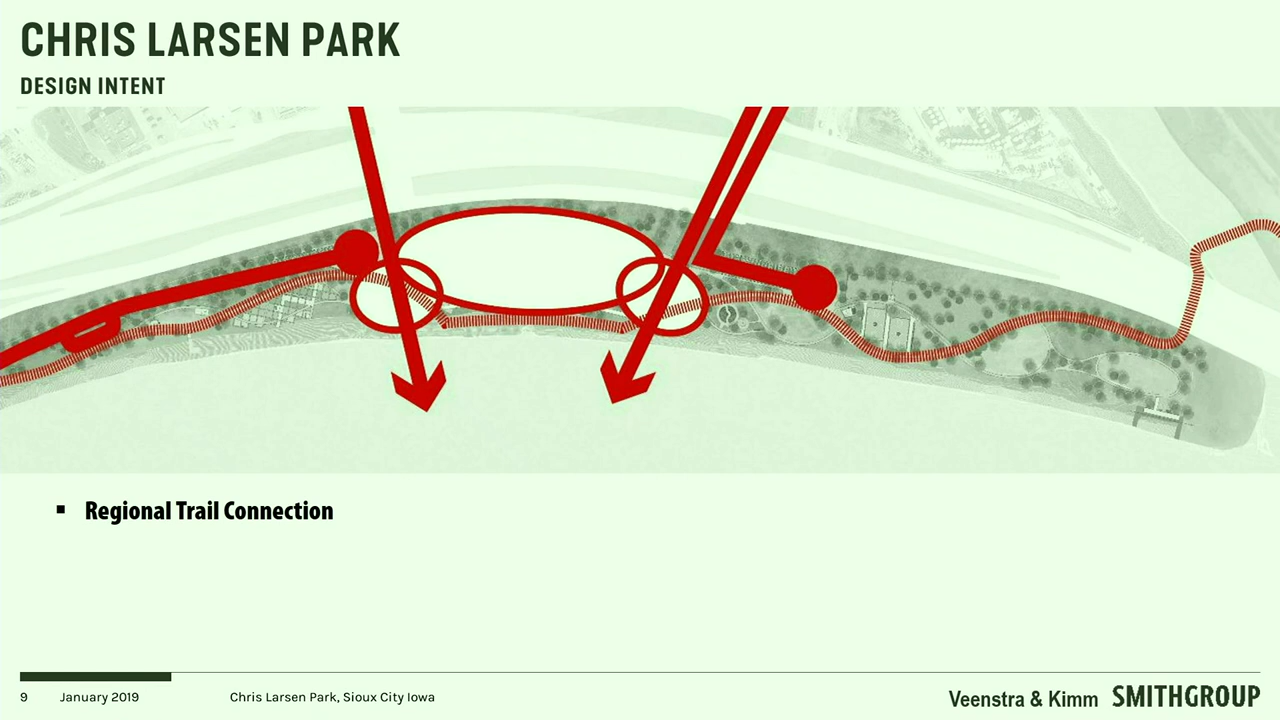 CHRIS LARSEN PARK
DESIGN INTENT
▪ Regional Trail Connection
9 January 2019 Chris Larsen Park, Sioux City Iowa Veenstra & Kimm SMITHGROUP